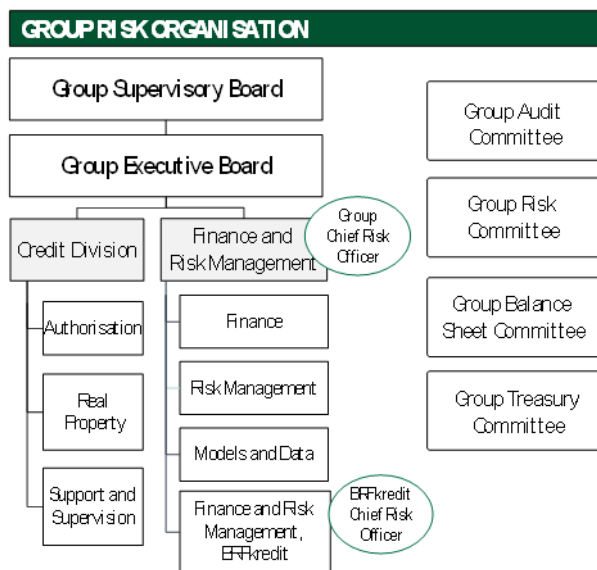 GROUP RISK ORGANISATION
Group Supervisory Board
Group Executive Board
Credit Division
Authorisation
Real
Property
Support and
Supervision
Finance and
Risk Management
Group
Chief Risk
Officer
Finance
Risk Management
Models and Data
Finance and Risk
Management,
BRFkredit
BRFkredit
Chief Risk
Officer
Group Audit
Committee
Group Risk
Committee
Group Balance
Sheet Committee
Group Treasury
Committee